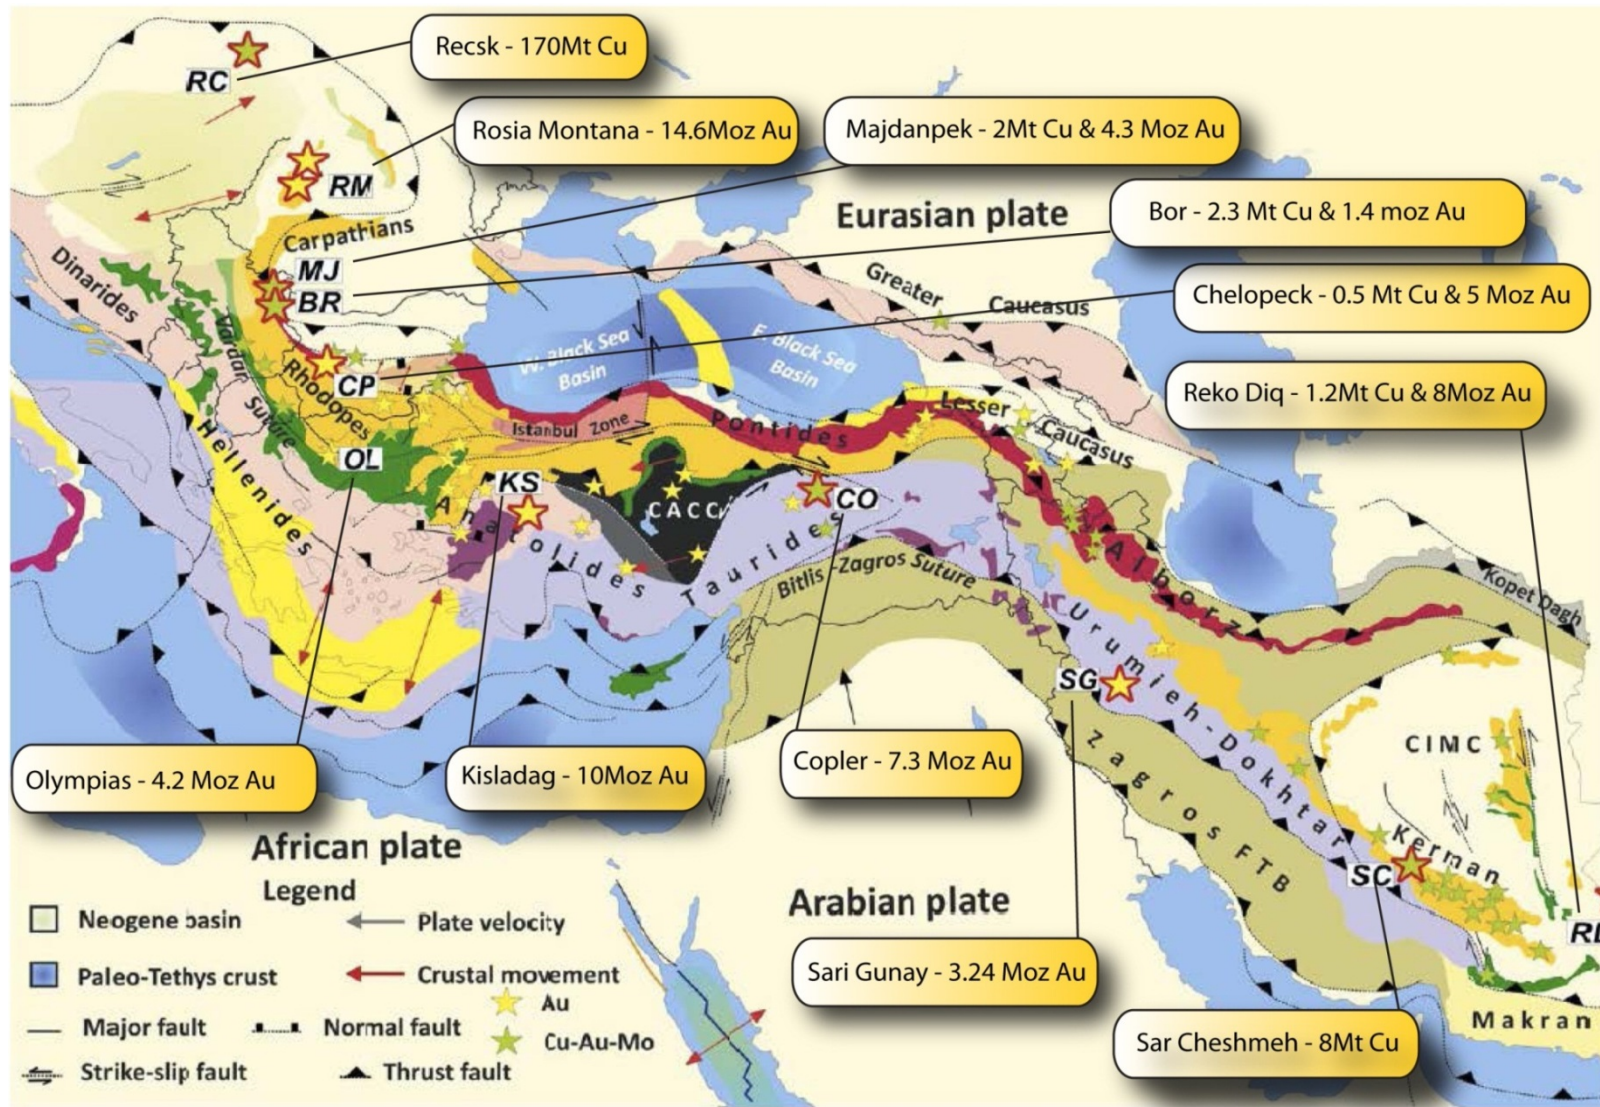 Recsk - 170Mt Cu
RC
Rosia Montana - 14.6Moz Au
Majdanpek - 2Mt Cu & 4.3 Moz Au
RM
Bor - 2.3 Mt Cu & 1.4 moz Au
Eurasian plate
Carpathians
Dinarides
MJ
BR
Greater Caucasus
Chelopeck - 0.5 Mt Cu & 5 Moz Au
Vardar Suture
W. Black Sea
Basin
E. Black Sea
Basin
Rhodopes
CP
Reko Diq - 1.2Mt Cu & 8Moz Au
Hellenides
Istanbul Zone
Pontides
Lesser Caucasus
OL
KS
CACC
CO
Anatolides
Taurides
Bitlis-Zagros Suture
Alborz
Kopet Dagh
Urumieh-Dokhtar
SG
CIMC
Olympias - 4.2 Moz Au
Kisladag - 10Moz Au
Copler - 7.3 Moz Au
Zagros FTB
Kerman
SC
African plate
Arabian plate
Sari Gunay - 3.24 Moz Au
Makran
Sar Cheshmeh - 8Mt Cu
Legend
Neogene basin
Plate velocity
Paleo-Tethys crust
Crustal movement
Au
Major fault
Normal fault
Cu-Au-Mo
Strike-slip fault
Thrust fault